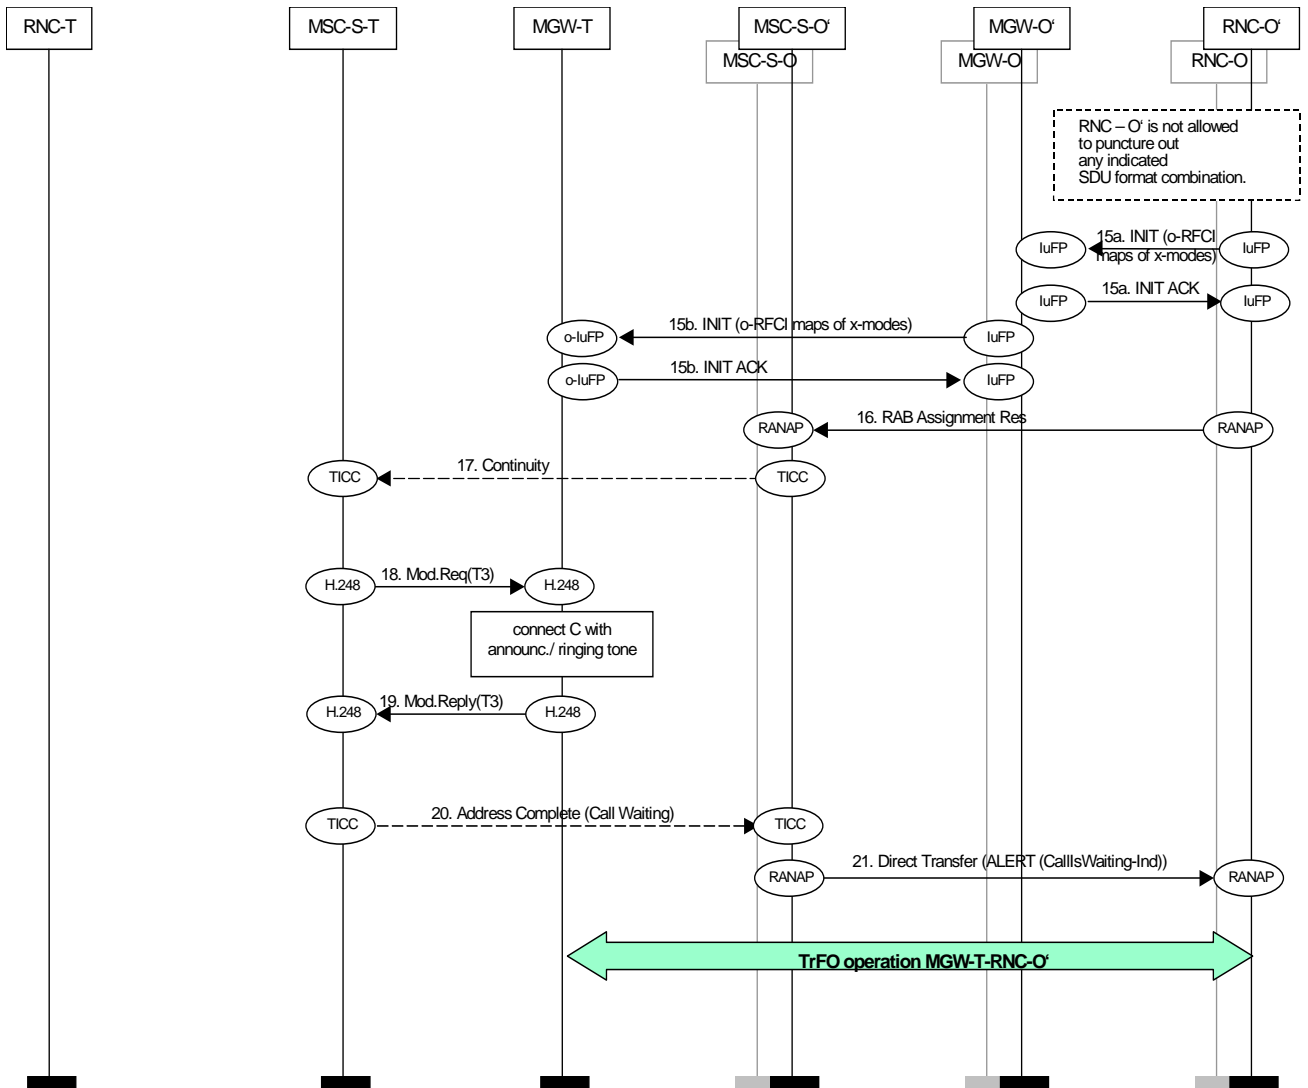 RNC-T
MSC-S-T
MGW-T
MSC-S-O‘
MGW-O‘
RNC-O‘
MSC-S-O
MGW-O
RNC-O
RNC – O‘ is not allowed
to puncture out
any indicated
SDU format combination.
IuFP
15a. INIT (o-RFCI
maps of x-modes)
IuFP
IuFP
15a. INIT ACK
IuFP
o-IuFP
15b. INIT (o-RFCI maps of x-modes)
IuFP
o-IuFP
15b. INIT ACK
IuFP
RANAP
16. RAB Assignment Res
RANAP
TICC
17. Continuity
TICC
H.248
18. Mod.Req(T3)
H.248
connect C with
announc./ ringing tone
H.248
19. Mod.Reply(T3)
H.248
TICC
20. Address Complete (Call Waiting)
TICC
RANAP
21. Direct Transfer (ALERT (CallIsWaiting-Ind))
RANAP
TrFO operation MGW-T-RNC-O‘